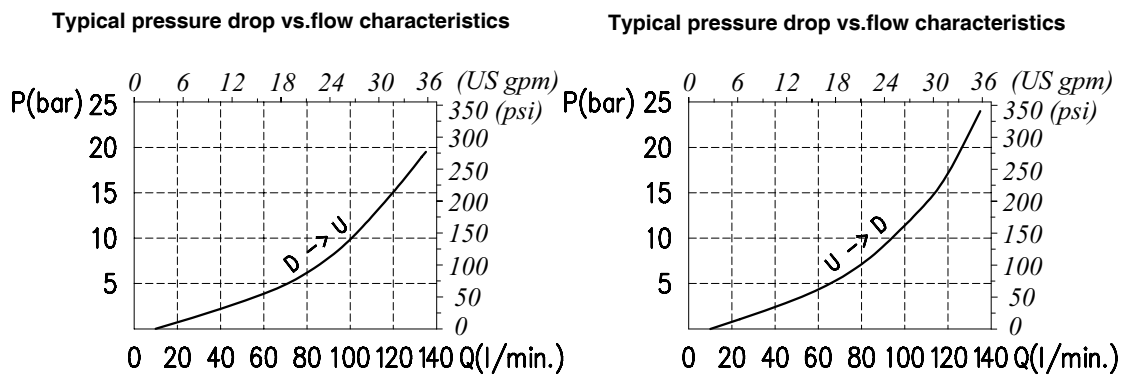 Typical pressure drop vs.flow characteristics
0 6 12 18 24 30 36 (US gpm)
P(bar) 25 350 (psi)
300
20
250
15 200
D -> U
10 150
100
5
50
0
0 20 40 60 80 100 120 140 Q(l/min.)
Typical pressure drop vs.flow characteristics
0 6 12 18 24 30 36 (US gpm)
P(bar) 25 350 (psi)
300
20
250
15 200
U -> D
10 150
100
5
50
0
0 20 40 60 80 100 120 140 Q(l/min.)